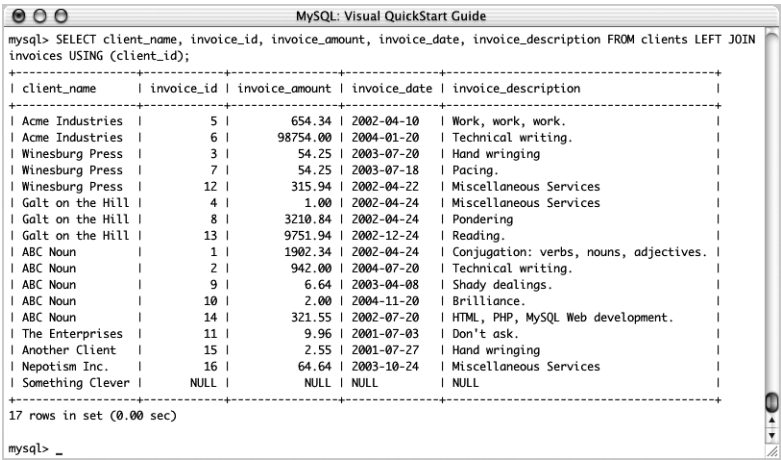 MySQL: Visual QuickStart Guide
mysql> SELECT client_name, invoice_id, invoice_amount, invoice_date, invoice_description FROM clients LEFT JOIN
invoices USING (client_id);
+------------------+------------+----------------+--------------+-------------------------------------+
| client_name      | invoice_id | invoice_amount | invoice_date | invoice_description                 |
+------------------+------------+----------------+--------------+-------------------------------------+
| Acme Industries  |          5 |         654.34 | 2002-04-10   | Work, work, work.                   |
| Acme Industries  |          6 |       98754.00 | 2004-01-20   | Technical writing.                  |
| Winesburg Press  |          3 |          54.25 | 2003-07-20   | Hand wringing                       |
| Winesburg Press  |          7 |          54.25 | 2003-07-18   | Pacing.                             |
| Winesburg Press  |         12 |         315.94 | 2002-04-22   | Miscellaneous Services              |
| Galt on the Hill |          4 |           1.00 | 2002-04-24   | Miscellaneous Services              |
| Galt on the Hill |          8 |        3210.84 | 2002-04-24   | Pondering                           |
| Galt on the Hill |         13 |        9751.94 | 2002-12-24   | Reading.                            |
| ABC Noun         |          1 |        1902.34 | 2002-04-24   | Conjugation: verbs, nouns, adjectives. |
| ABC Noun         |          2 |         942.00 | 2004-07-20   | Technical writing.                  |
| ABC Noun         |          9 |           6.64 | 2003-04-08   | Shady dealings.                     |
| ABC Noun         |         10 |           2.00 | 2004-11-20   | Brilliance.                         |
| ABC Noun         |         14 |         321.55 | 2002-07-20   | HTML, PHP, MySQL Web development.   |
| The Enterprises  |         11 |           9.96 | 2001-07-03   | Don't ask.                          |
| Another Client   |         15 |           2.55 | 2001-07-27   | Hand wringing                       |
| Nepotism Inc.    |         16 |          64.64 | 2003-10-24   | Miscellaneous Services              |
| Something Clever |       NULL |           NULL | NULL         | NULL                                |
+------------------+------------+----------------+--------------+-------------------------------------+
17 rows in set (0.00 sec)
mysql> _